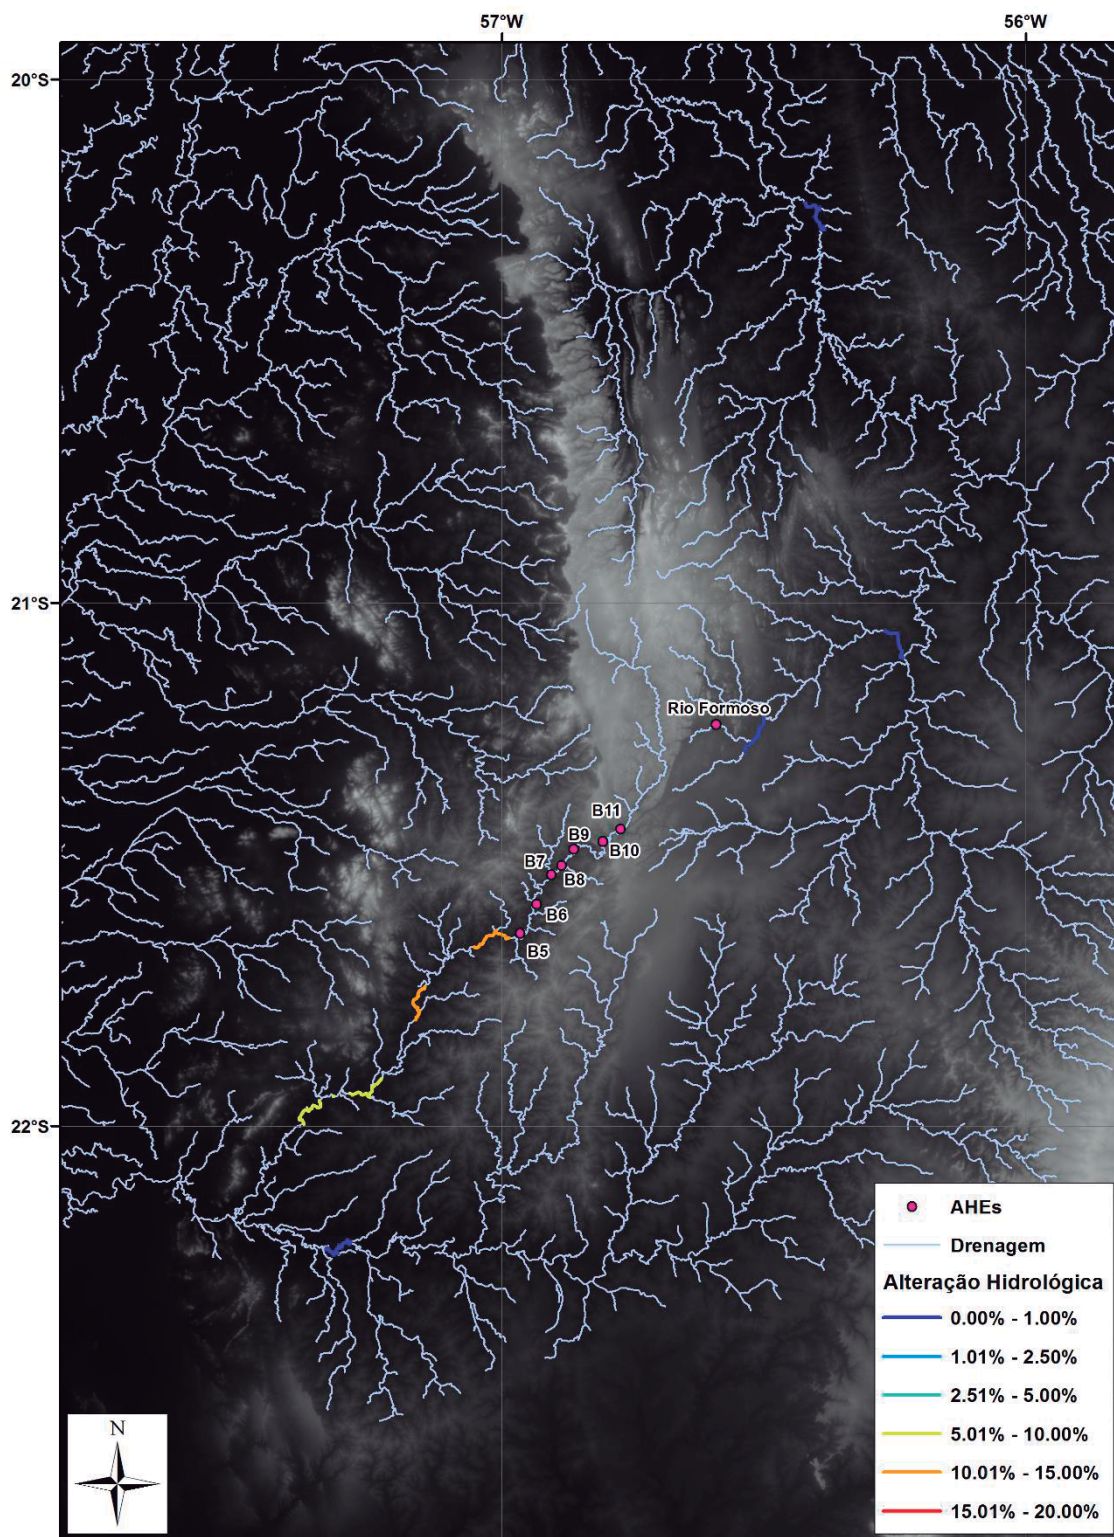 57°W
56°W
20°S
21°S
Rio Formoso
B11
B9
B10
B7
B8
B6
B5
22°S
AHEs
Drenagem
Alteração Hidrológica
0.00% - 1.00%
1.01% - 2.50%
2.51% - 5.00%
5.01% - 10.00%
10.01% - 15.00%
15.01% - 20.00%
N